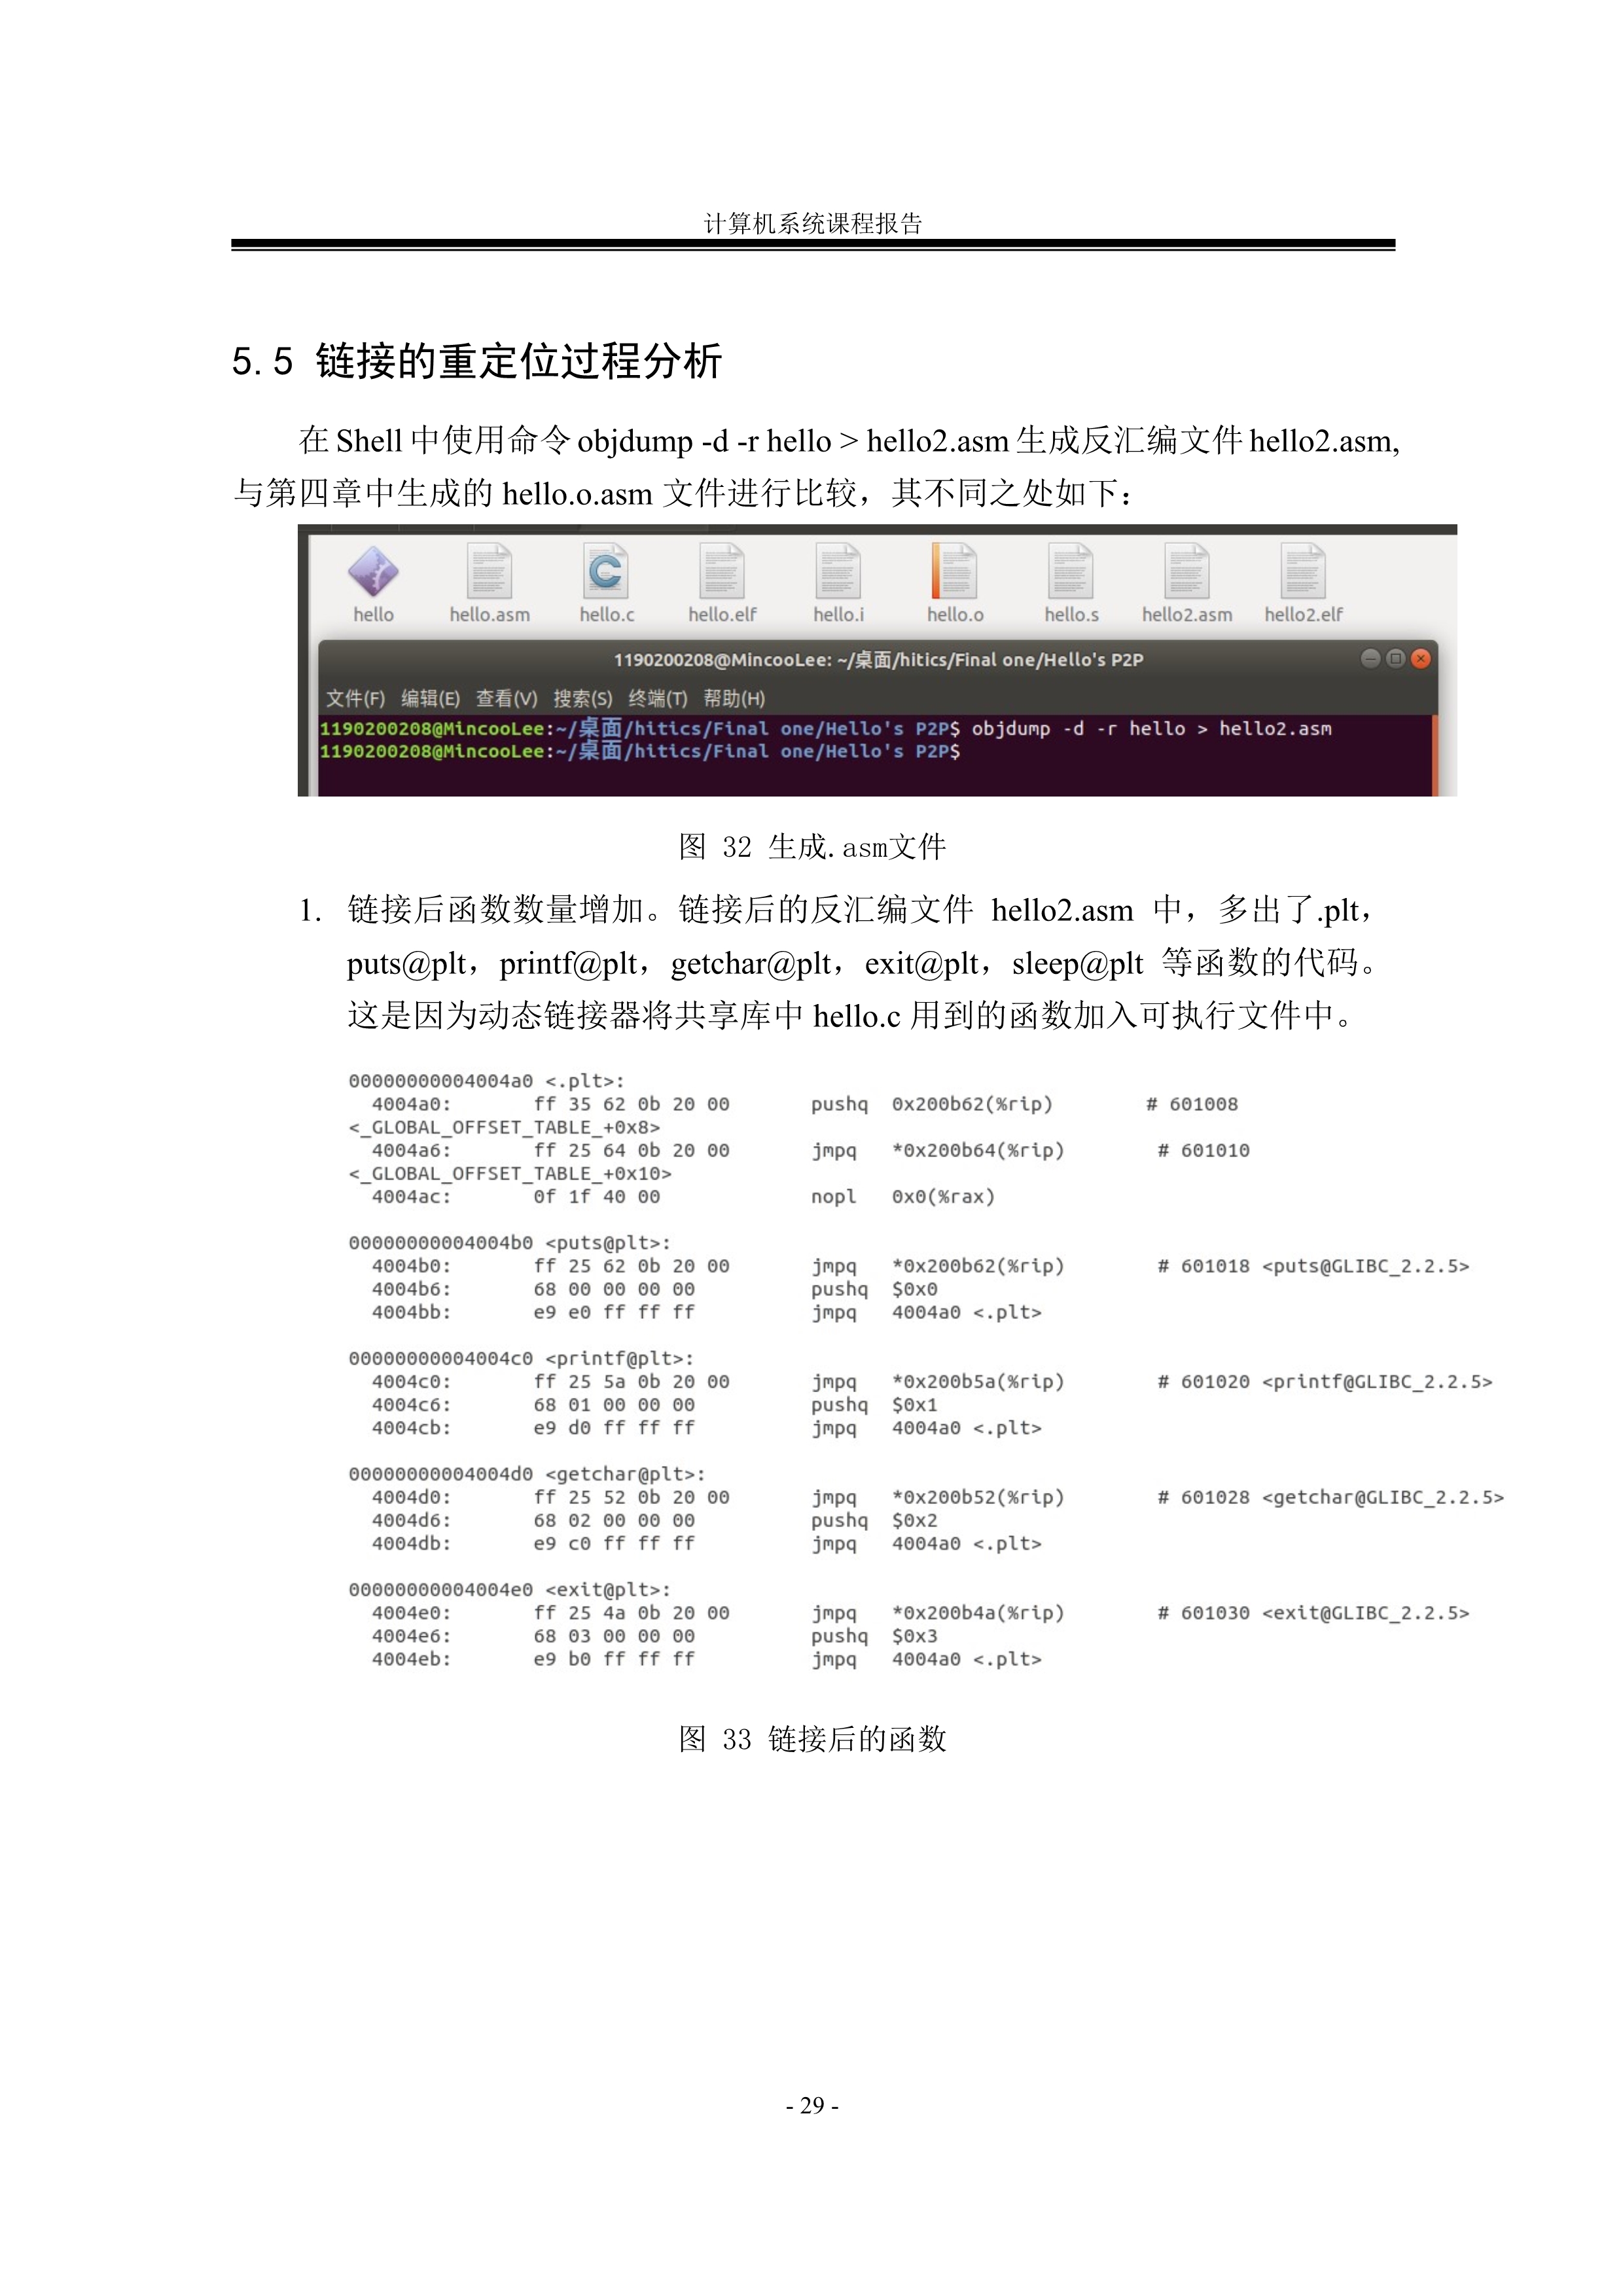 计算机系统课程报告
5.5 链接的重定位过程分析
在 Shell 中使用命令 objdump -d -r hello > hello2.asm 生成反汇编文件 hello2.asm,
与第四章中生成的 hello.o.asm 文件进行比较，其不同之处如下：
hello hello.asm hello.c hello.elf hello.i hello.o hello.s hello2.asm hello2.elf
1190200208@MincooLee: ~/桌面/hitics/Final one/Hello's P2P
文件(F) 编辑(E) 查看(V) 搜索(S) 终端(T) 帮助(H)
1190200208@MincooLee:~/桌面/hitics/Final one/Hello's P2P$ objdump -d -r hello > hello2.asm
1190200208@MincooLee:~/桌面/hitics/Final one/Hello's P2P$
图 32 生成.asm文件
1. 链接后函数数量增加。链接后的反汇编文件 hello2.asm 中，多出了.plt，
puts@plt，printf@plt，getchar@plt，exit@plt，sleep@plt 等函数的代码。
这是因为动态链接器将共享库中 hello.c 用到的函数加入可执行文件中。
00000000004004a0 <.plt>:
4004a0: ff 35 62 0b 20 00 pushq 0x200b62(%rip) # 601008
<_GLOBAL_OFFSET_TABLE_+0x8>
4004a6: ff 25 64 0b 20 00 jmpq *0x200b64(%rip) # 601010
<_GLOBAL_OFFSET_TABLE_+0x10>
4004ac: 0f 1f 40 00 nopl 0x0(%rax)
00000000004004b0 <puts@plt>:
4004b0: ff 25 62 0b 20 00 jmpq *0x200b62(%rip) # 601018 <puts@GLIBC_2.2.5>
4004b6: 68 00 00 00 00 pushq $0x0
4004bb: e9 e0 ff ff ff jmpq 4004a0 <.plt>
00000000004004c0 <printf@plt>:
4004c0: ff 25 5a 0b 20 00 jmpq *0x200b5a(%rip) # 601020 <printf@GLIBC_2.2.5>
4004c6: 68 01 00 00 00 pushq $0x1
4004cb: e9 d0 ff ff ff jmpq 4004a0 <.plt>
00000000004004d0 <getchar@plt>:
4004d0: ff 25 52 0b 20 00 jmpq *0x200b52(%rip) # 601028 <getchar@GLIBC_2.2.5>
4004d6: 68 02 00 00 00 pushq $0x2
4004db: e9 c0 ff ff ff jmpq 4004a0 <.plt>
00000000004004e0 <exit@plt>:
4004e0: ff 25 4a 0b 20 00 jmpq *0x200b4a(%rip) # 601030 <exit@GLIBC_2.2.5>
4004e6: 68 03 00 00 00 pushq $0x3
4004eb: e9 b0 ff ff ff jmpq 4004a0 <.plt>
图 33 链接后的函数
- 29 -